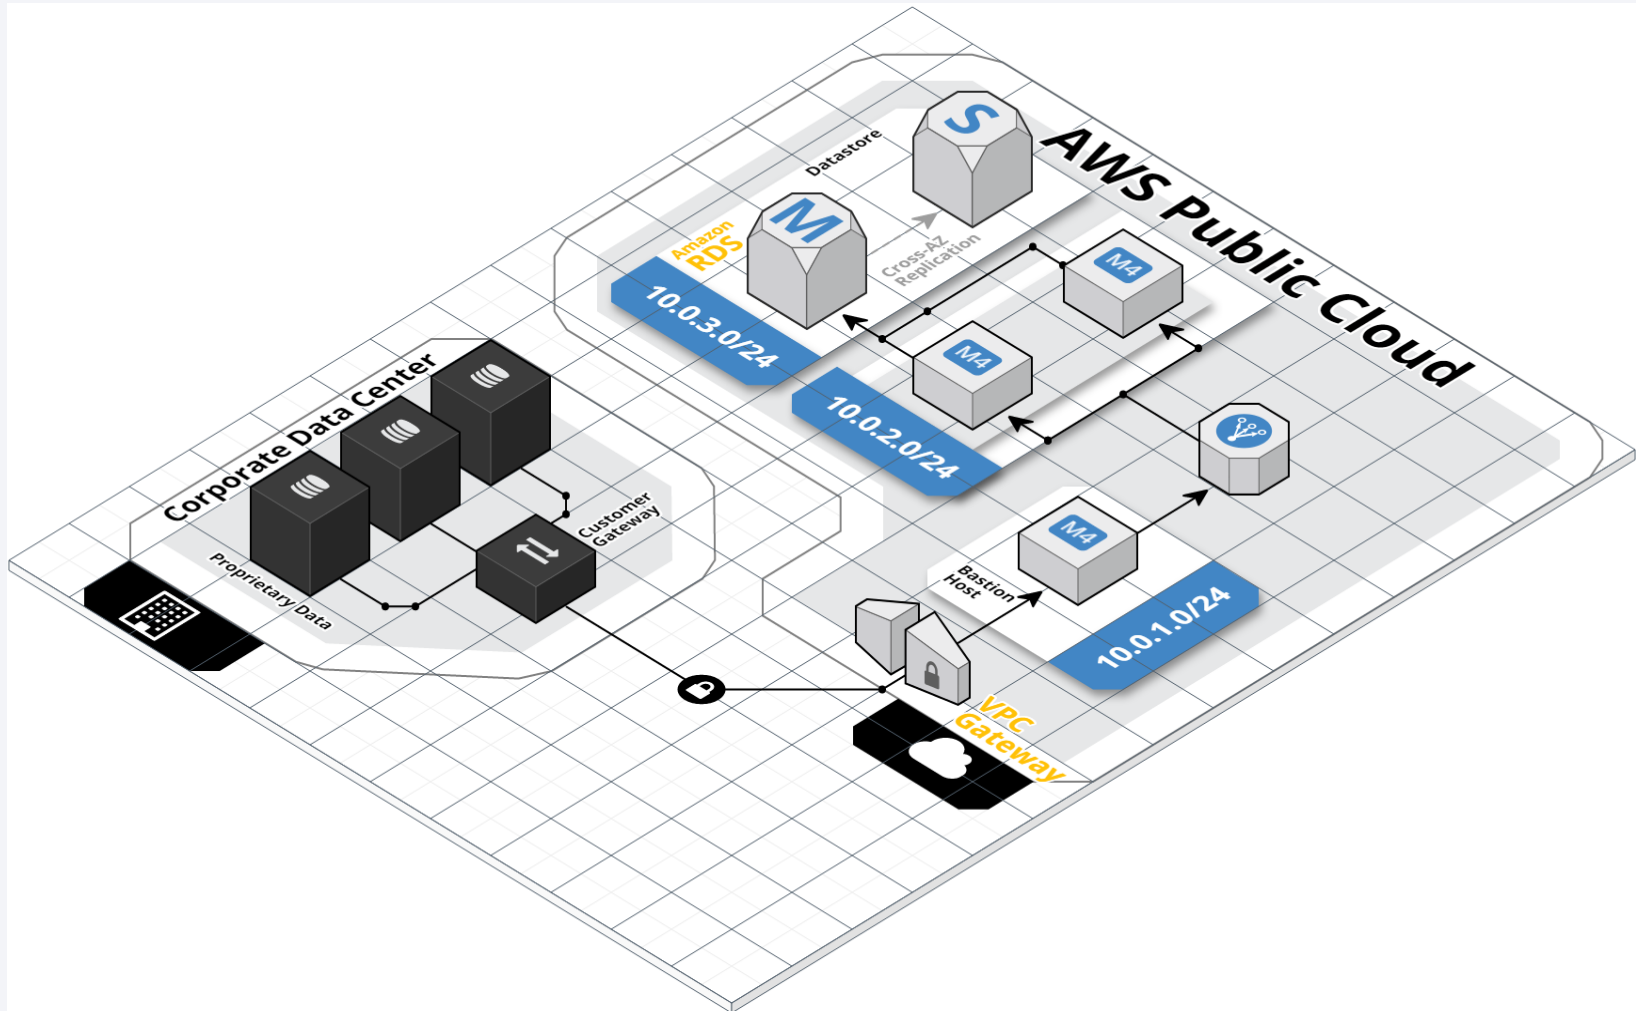 AWS Public Cloud
S
Datastore
M
Amazon
RDS
Cross-AZ
Replication
10.0.3.0/24
M4
M4
10.0.2.0/24
M4
Bastion
Host
10.0.1.0/24
VPC
Gateway
Corporate Data Center
Customer
Gateway
Proprietary Data